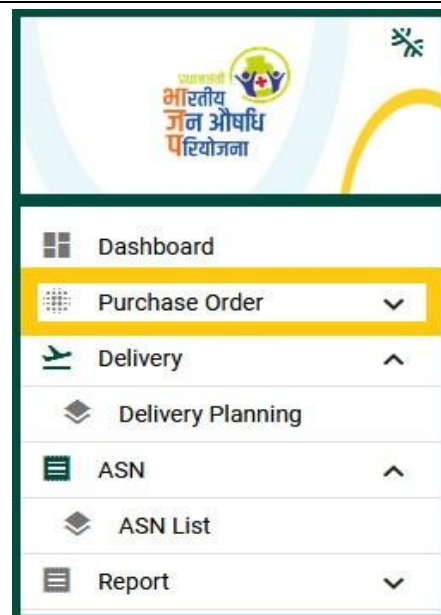 प्रधानमंत्री
भारतीय
जन औषधि
परियोजना
Dashboard
Purchase Order
Delivery
Delivery Planning
ASN
ASN List
Report